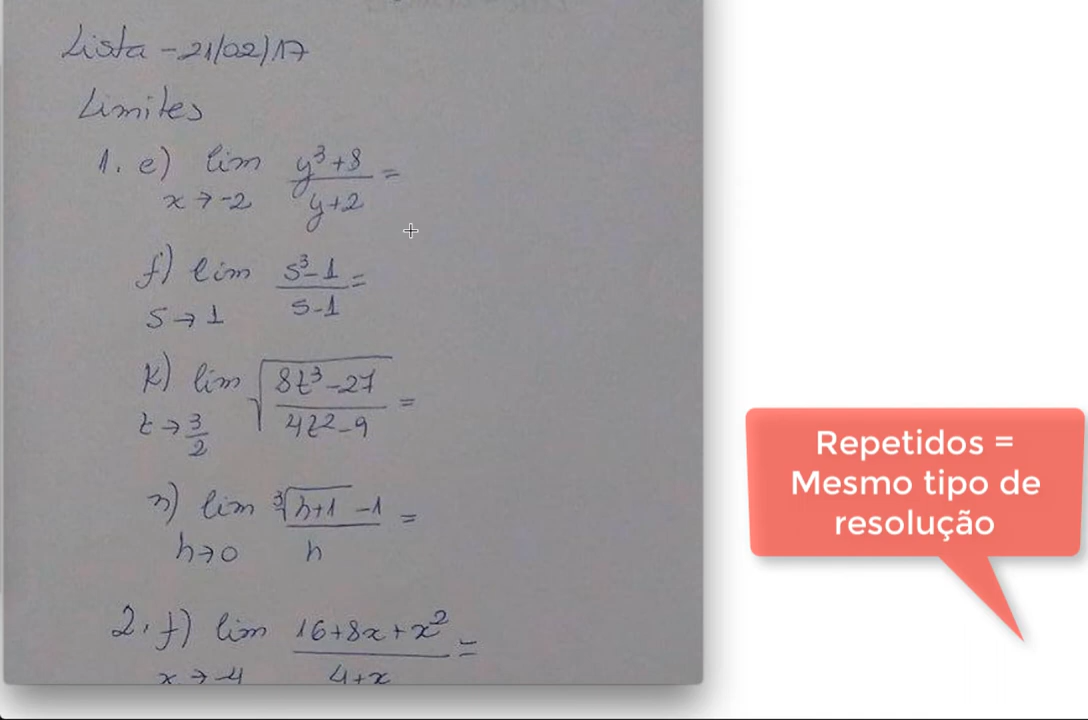 Lista - 21/02/17
Limites
1. e) lim y³+8 =
x→-2 y+2
f) lim s³-1 =
s→1 s-1
k) lim √8t³-27 =
t→3/2 4t²-9
n) lim ³√h+1 -1 =
h→0 h
2. f) lim 16+8x+x² =
x→-4 4+x
Repetidos =
Mesmo tipo de
resolução